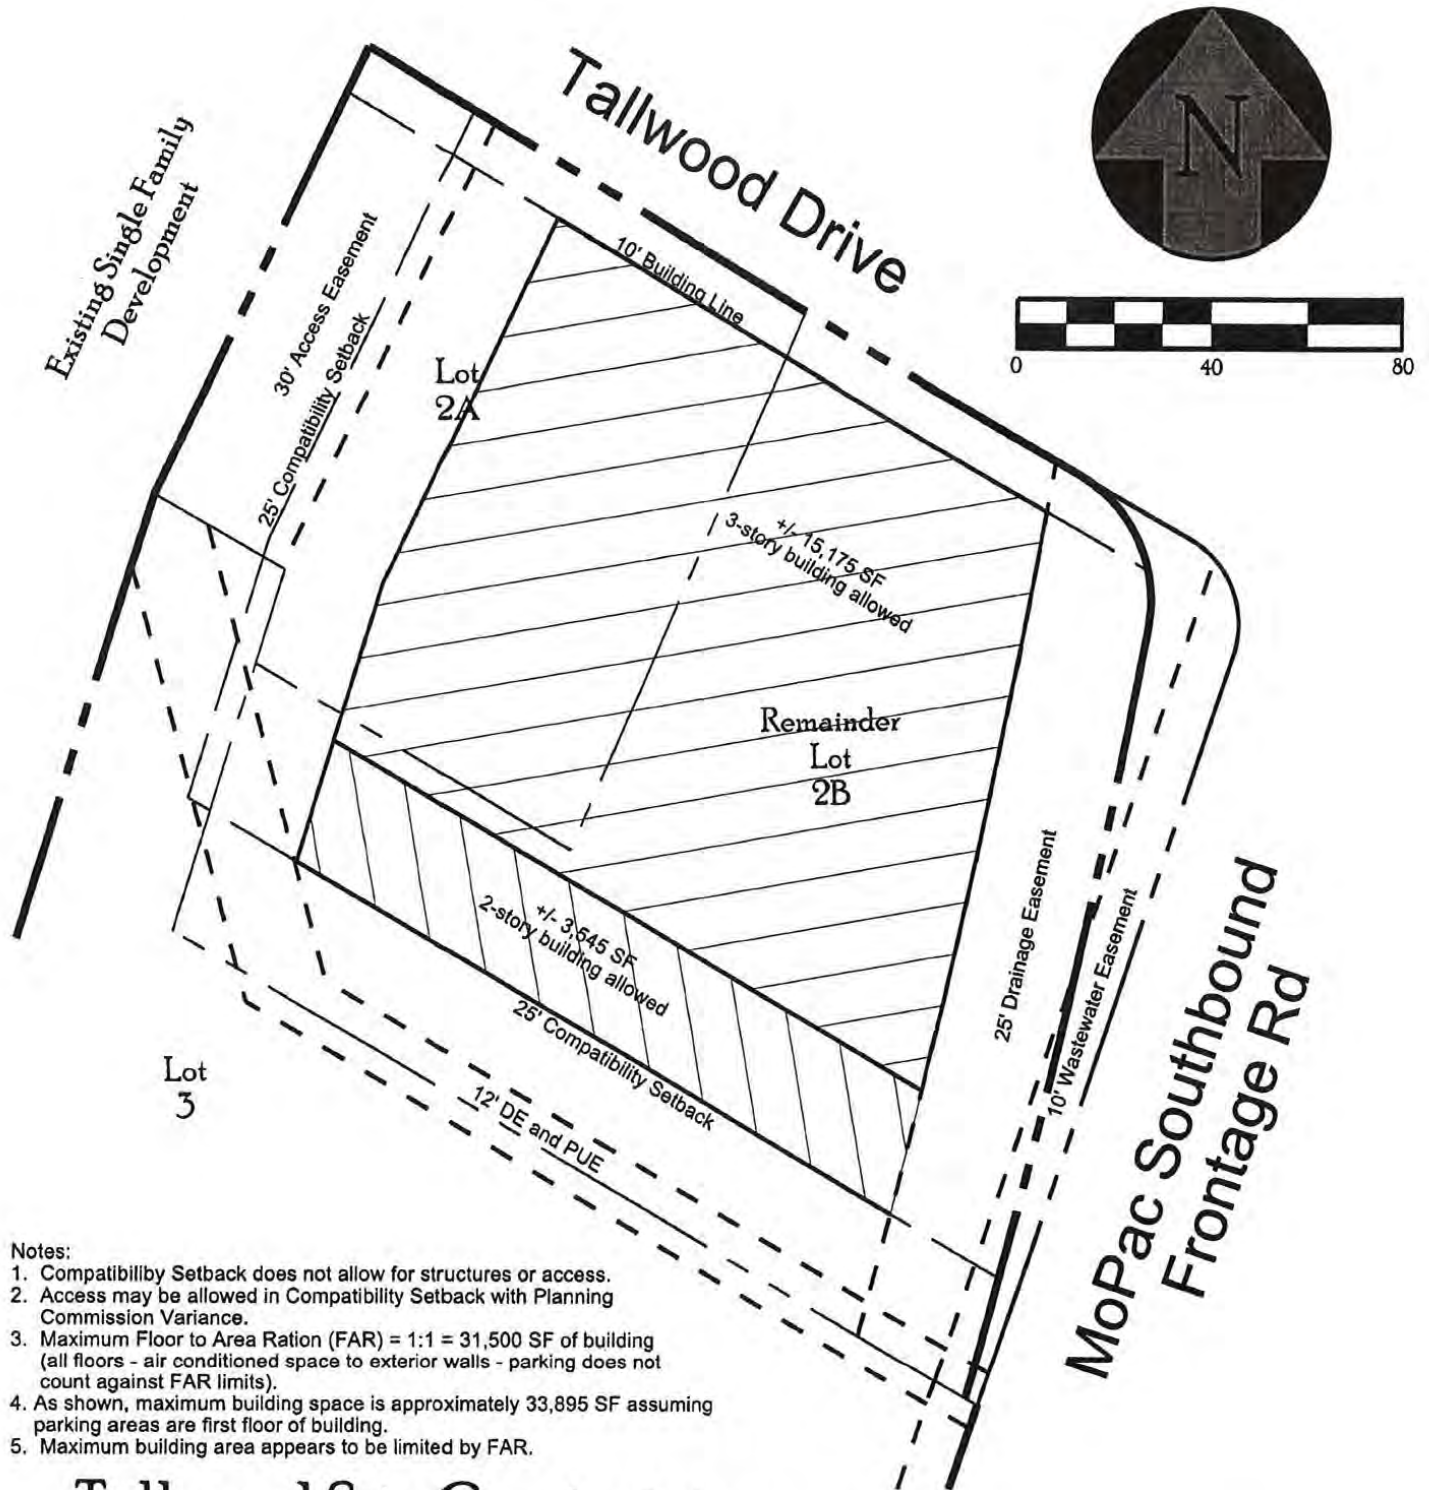 Tallwood Drive
N
0 40 80
Existing Single Family
Development
30' Access Easement
25' Compatibility Setback
10' Building Line
Lot
2A
+/- 15,175 SF
3-story building allowed
Remainder
Lot
2B
+/- 3,545 SF
2-story building allowed
25' Compatibility Setback
12' DE and PUE
25' Drainage Easement
10' Wastewater Easement
MoPac Southbound
Frontage Rd
Lot
3
Notes:
1. Compatibiliby Setback does not allow for structures or access.
2. Access may be allowed in Compatibility Setback with Planning
Commission Variance.
3. Maximum Floor to Area Ration (FAR) = 1:1 = 31,500 SF of building
(all floors - air conditioned space to exterior walls - parking does not
count against FAR limits).
4. As shown, maximum building space is approximately 33,895 SF assuming
parking areas are first floor of building.
5. Maximum building area appears to be limited by FAR.